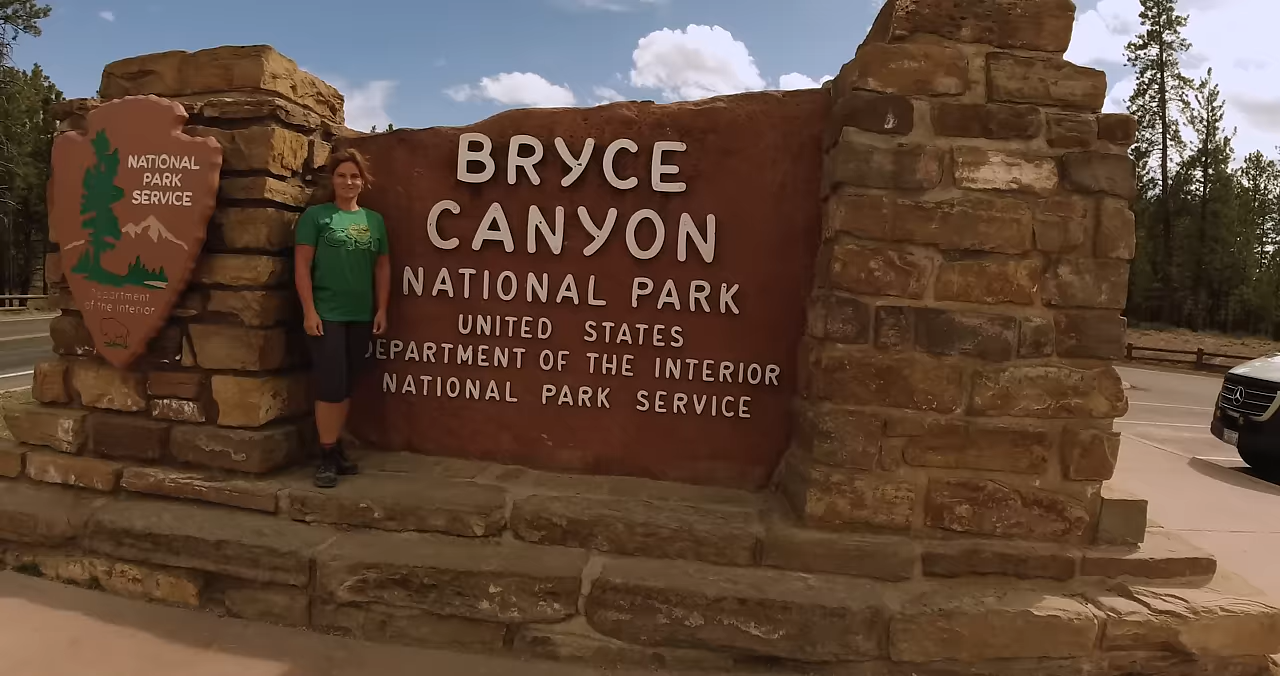 NATIONAL
PARK
SERVICE
Department
of the Interior
BRYCE
CANYON
NATIONAL PARK
UNITED STATES
DEPARTMENT OF THE INTERIOR
NATIONAL PARK SERVICE